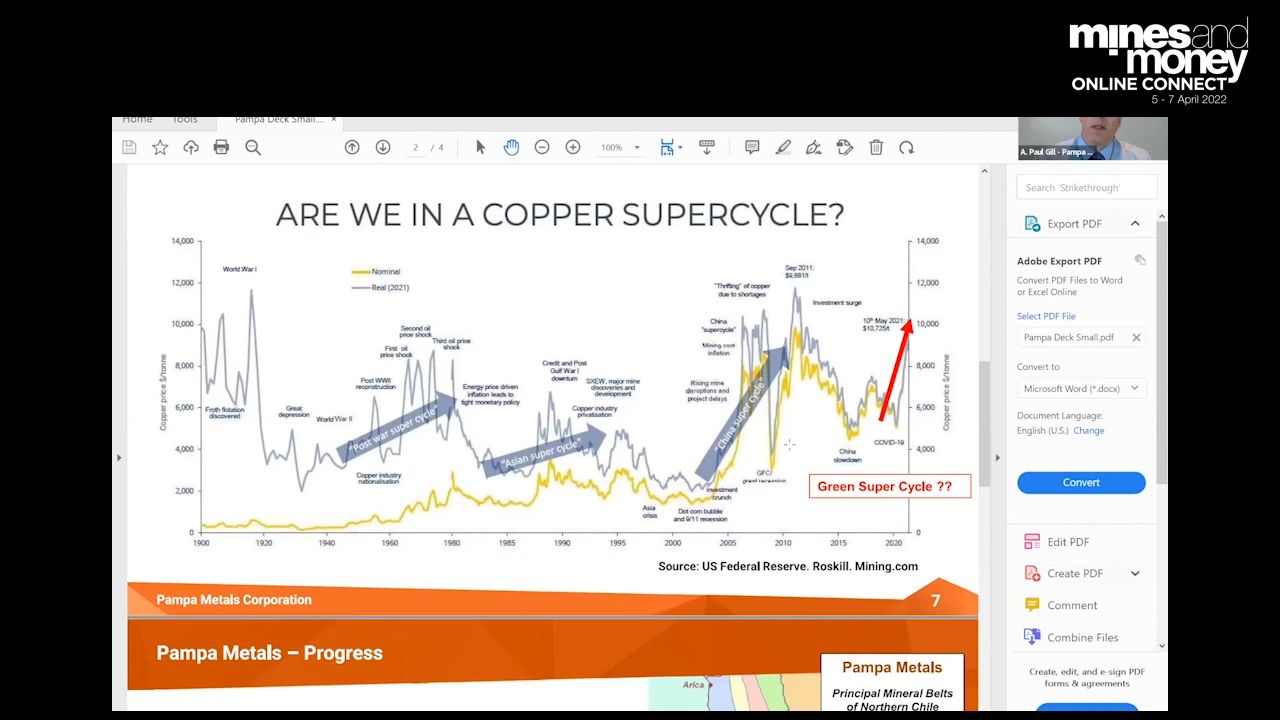 minesand
money
ONLINE CONNECT
5 - 7 April 2022
Home Tools Pampa Deck Small.... ×
2 / 4 100%
A. Paul Gill - Pampa ...
Search 'Strikethrough'
Export PDF
Adobe Export PDF
Convert PDF Files to Word
or Excel Online
Select PDF File
Pampa Deck Small.pdf
Convert to
Microsoft Word (*.docx)
Document Language:
English (U.S.) Change
Convert
Edit PDF
Create PDF
Comment
Combine Files
Create, edit, and e-sign PDF
forms & agreements
ARE WE IN A COPPER SUPERCYCLE?
Copper price $/tonne
14,000
12,000
10,000
8,000
6,000
4,000
2,000
0
Nominal
Real (2021)
World War I
Froth flotation
discovered
Great
depression
World War II
Post WWII
reconstruction
Copper industry
nationalisation
First oil
price shock
Second oil
price shock
Third oil price
shock
"Post war super cycle"
Energy price driven
inflation leads to
tight monetary policy
"Asian super cycle"
Credit and Post
Gulf War I
downturn
SXEW, major mine
discoveries and
development
Copper industry
privatisation
Asia
crisis
Dot com bubble
and 9/11 recession
Investment
crunch
Rising mine
disruptions and
project delays
Mining cost
inflation
China
"supercycle"
"Thrifting" of copper
due to shortages
"China super cycle"
GFC/
great recession
Sep 2011:
$9,881/t
Investment surge
10th May 2021:
$10,725/t
China
slowdown
COVID-19
Green Super Cycle ??
14,000
12,000
10,000
8,000
6,000
4,000
2,000
0
Copper price $/tonne
1900 1920 1940 1960 1980 1985 1990 1995 2000 2005 2010 2015 2020
Source: US Federal Reserve. Roskill. Mining.com
Pampa Metals Corporation
7
Pampa Metals – Progress
Pampa Metals
Principal Mineral Belts
of Northern Chile
Arica